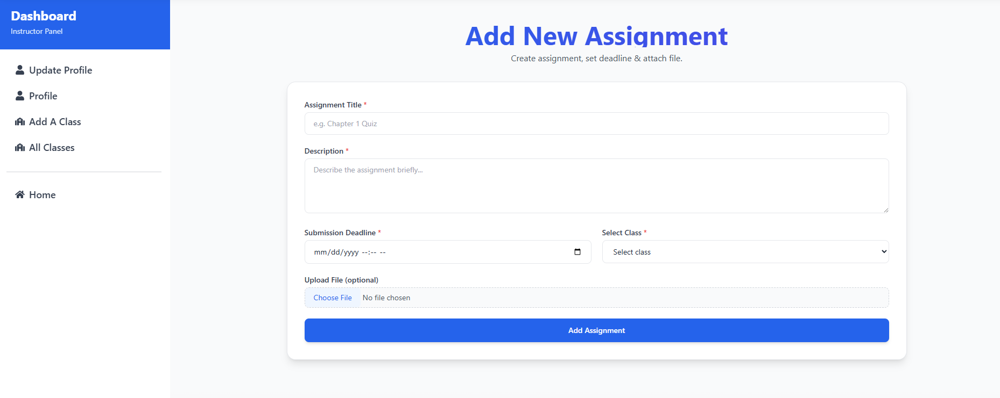 Dashboard
Instructor Panel
Update Profile
Profile
Add A Class
All Classes
Home
Add New Assignment
Create assignment, set deadline & attach file.
Assignment Title *
e.g. Chapter 1 Quiz
Description *
Describe the assignment briefly...
Submission Deadline *
mm/dd/yyyy --:-- --
Select Class *
Select class
Upload File (optional)
Choose File No file chosen
Add Assignment